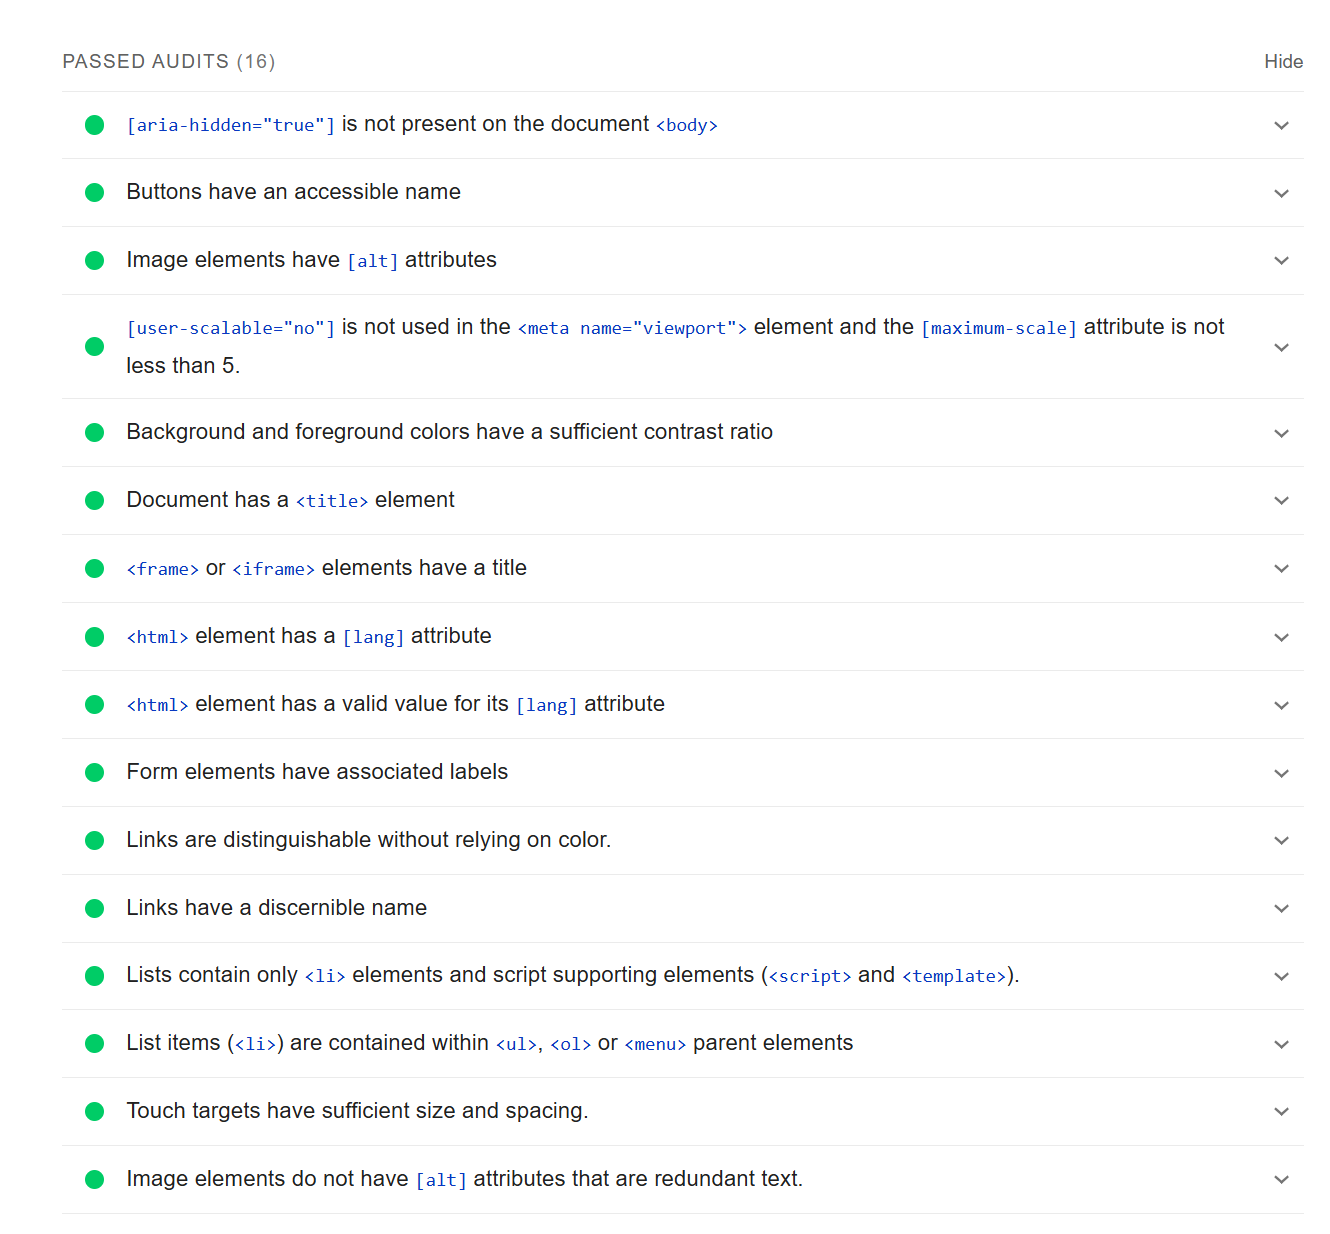 PASSED AUDITS (16)
Hide
[aria-hidden="true"] is not present on the document <body>
Buttons have an accessible name
Image elements have [alt] attributes
[user-scalable="no"] is not used in the <meta name="viewport"> element and the [maximum-scale] attribute is not
less than 5.
Background and foreground colors have a sufficient contrast ratio
Document has a <title> element
<frame> or <iframe> elements have a title
<html> element has a [lang] attribute
<html> element has a valid value for its [lang] attribute
Form elements have associated labels
Links are distinguishable without relying on color.
Links have a discernible name
Lists contain only <li> elements and script supporting elements (<script> and <template>).
List items (<li>) are contained within <ul>, <ol> or <menu> parent elements
Touch targets have sufficient size and spacing.
Image elements do not have [alt] attributes that are redundant text.